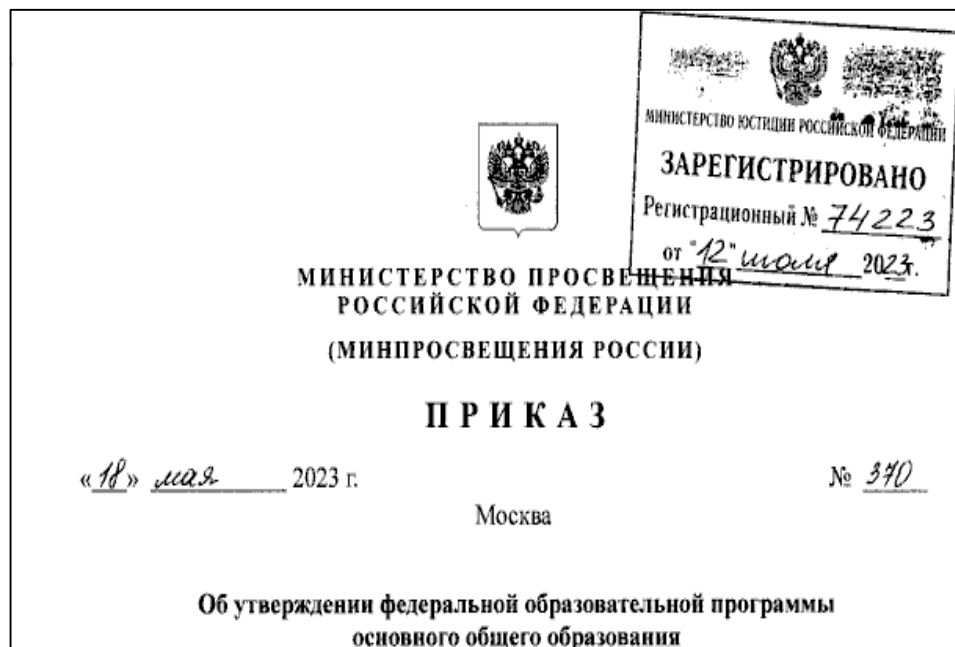 МИНИСТЕРСТВО ЮСТИЦИИ РОССИЙСКОЙ ФЕДЕРАЦИИ
ЗАРЕГИСТРИРОВАНО
Регистрационный № 74223
от "12" июля 2023г.
МИНИСТЕРСТВО ПРОСВЕЩЕНИЯ
РОССИЙСКОЙ ФЕДЕРАЦИИ
(МИНПРОСВЕЩЕНИЯ РОССИИ)
ПРИКАЗ
«18» мая 2023 г. № 370
Москва
Об утверждении федеральной образовательной программы
основного общего образования